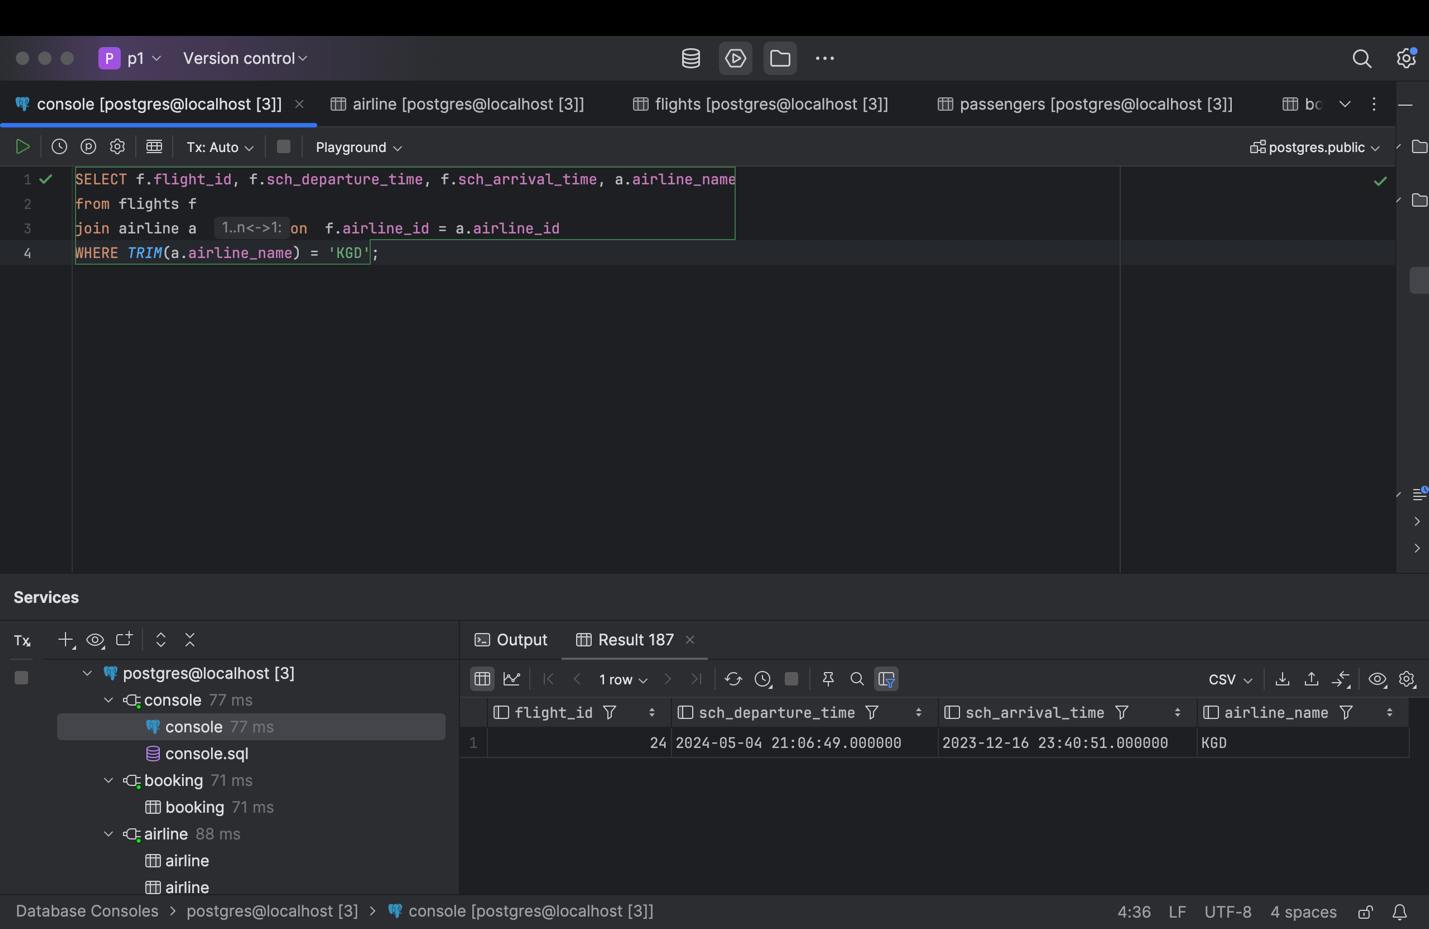 P p1 Version control
console [postgres@localhost [3]] airline [postgres@localhost [3]] flights [postgres@localhost [3]] passengers [postgres@localhost [3]]
Tx: Auto Playground postgres.public
1 SELECT f.flight_id, f.sch_departure_time, f.sch_arrival_time, a.airline_name
2 from flights f
3 join airline a 1..n<->1: on f.airline_id = a.airline_id
4 WHERE TRIM(a.airline_name) = 'KGD';
Services
Tx Output Result 187
postgres@localhost [3]
console 77 ms
console 77 ms
console.sql
booking 71 ms
booking 71 ms
airline 88 ms
airline
airline
1 row CSV
flight_id sch_departure_time sch_arrival_time airline_name
1 24 2024-05-04 21:06:49.000000 2023-12-16 23:40:51.000000 KGD
Database Consoles > postgres@localhost [3] > console [postgres@localhost [3]] 4:36 LF UTF-8 4 spaces